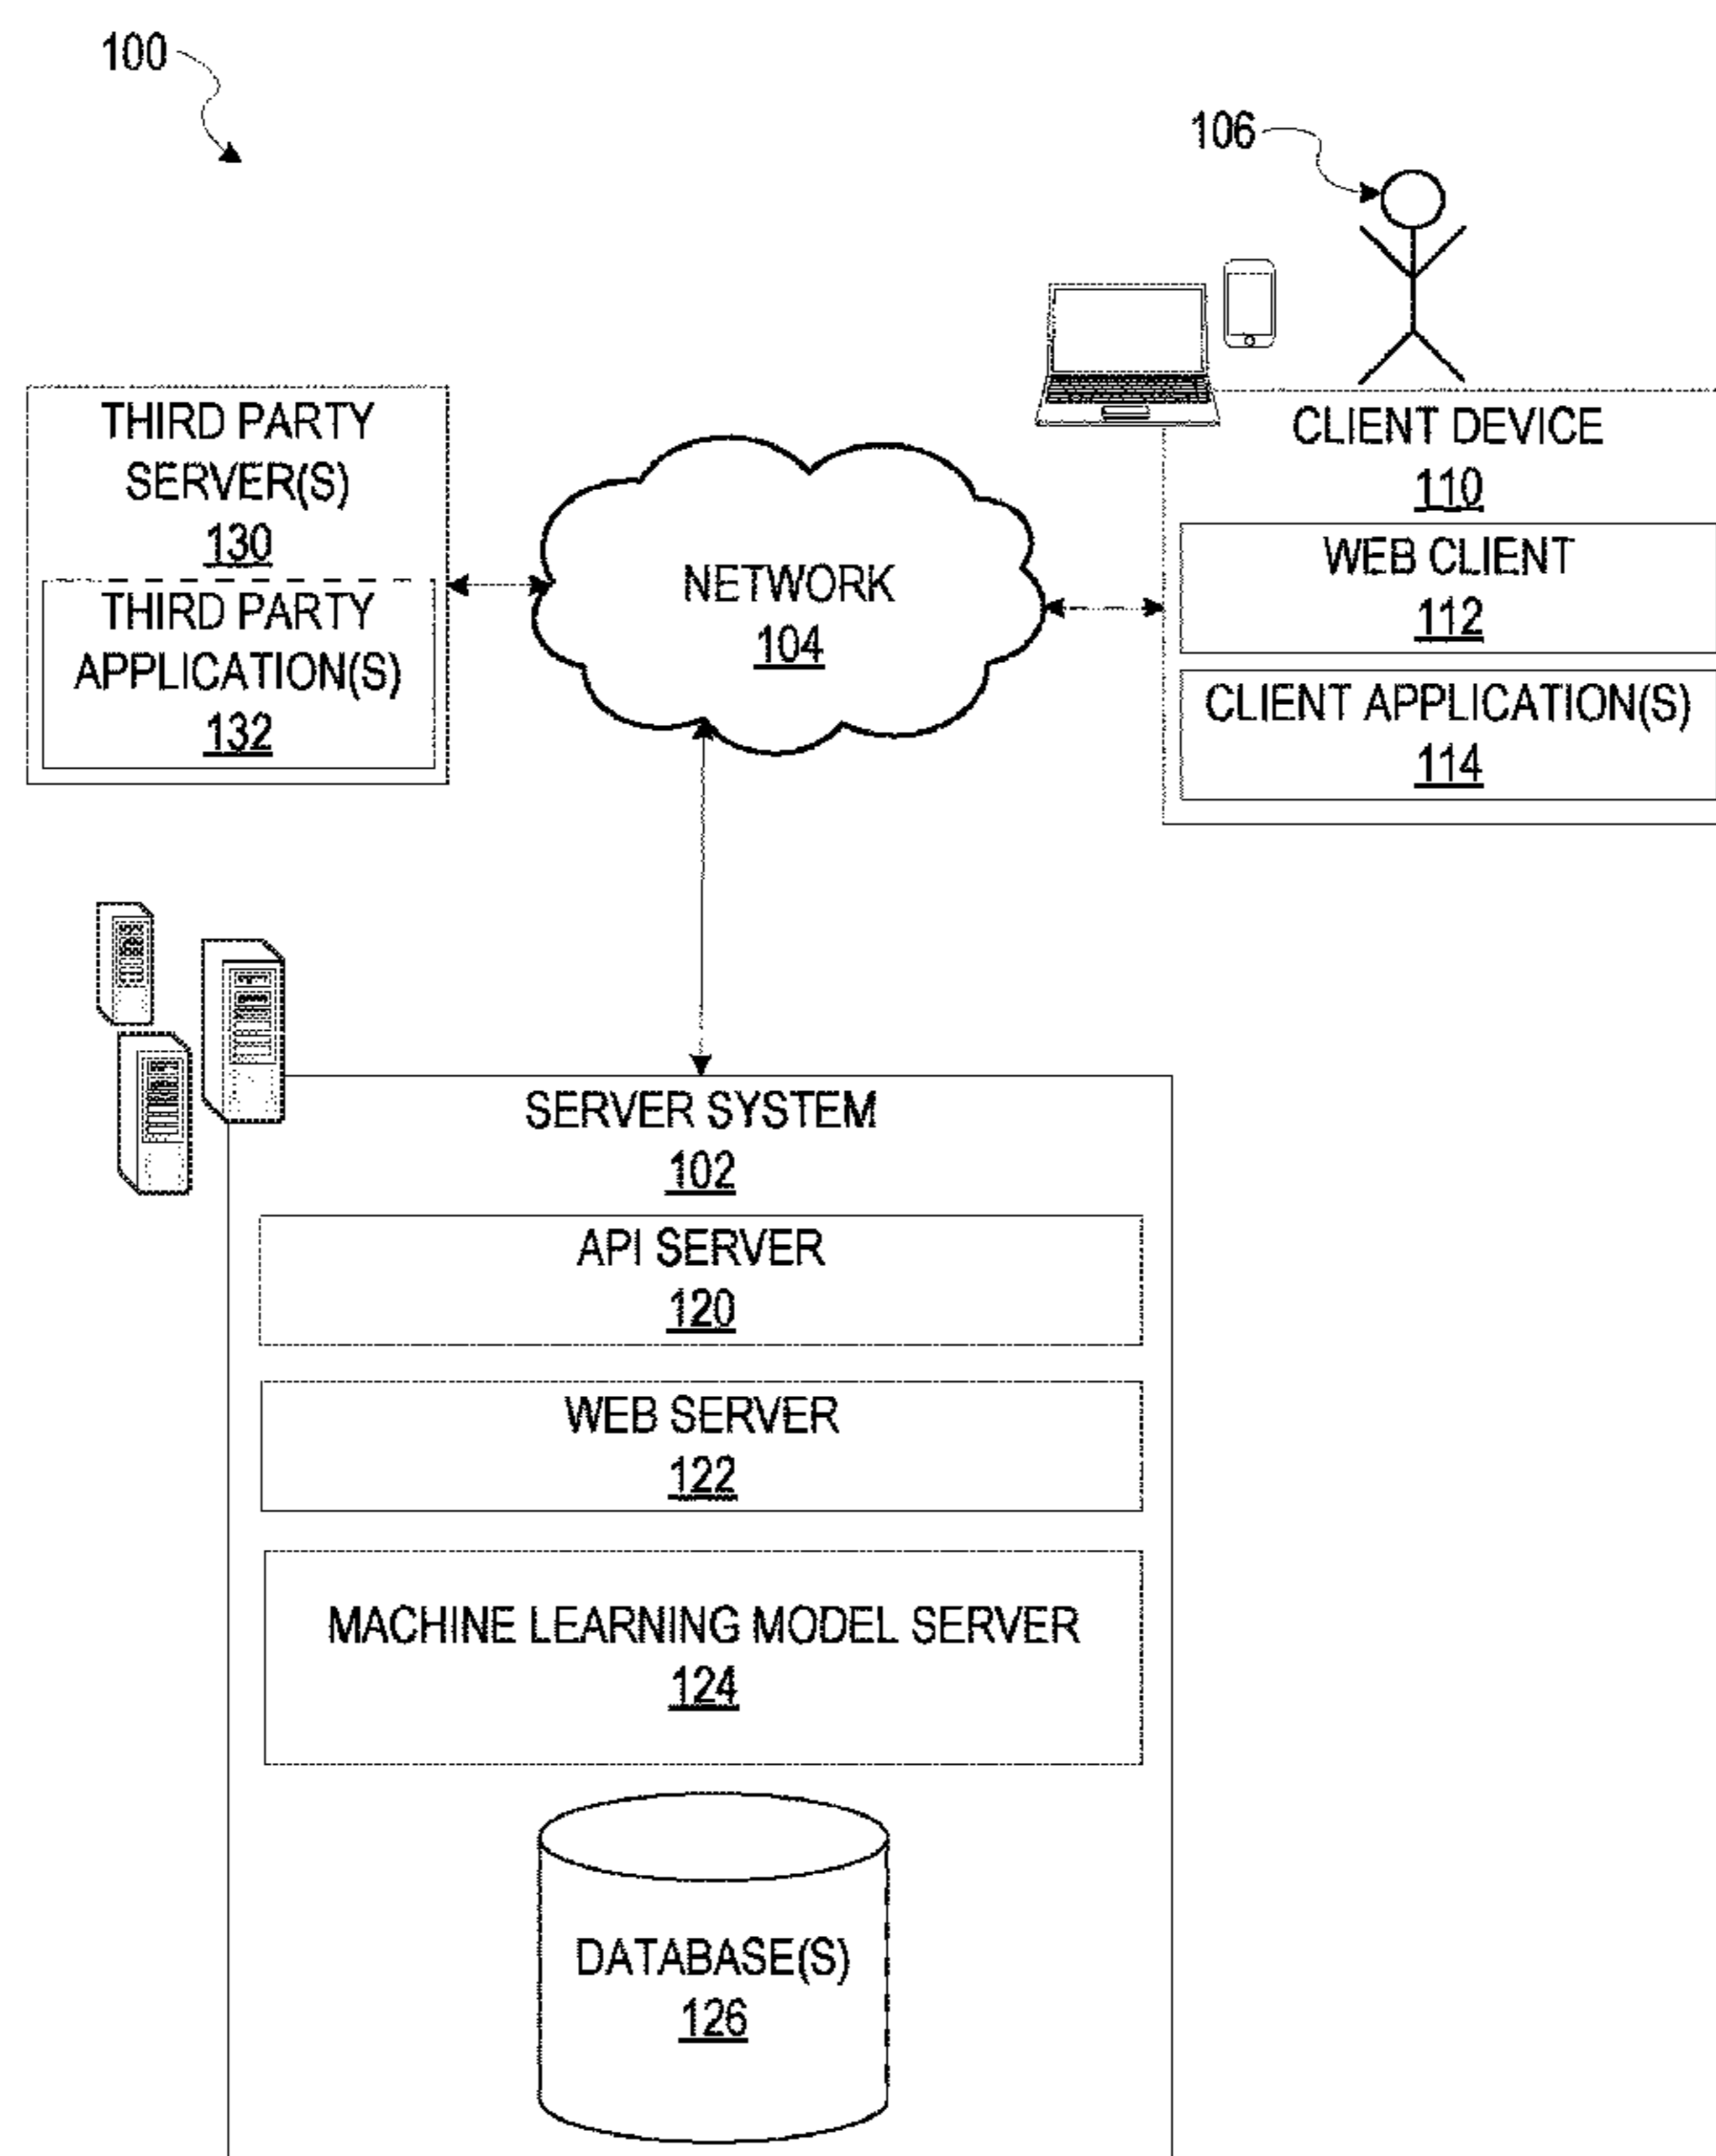 100
106
THIRD PARTY
SERVER(S)
130
THIRD PARTY
APPLICATION(S)
132
NETWORK
104
CLIENT DEVICE
110
WEB CLIENT
112
CLIENT APPLICATION(S)
114
SERVER SYSTEM
102
API SERVER
120
WEB SERVER
122
MACHINE LEARNING MODEL SERVER
124
DATABASE(S)
126